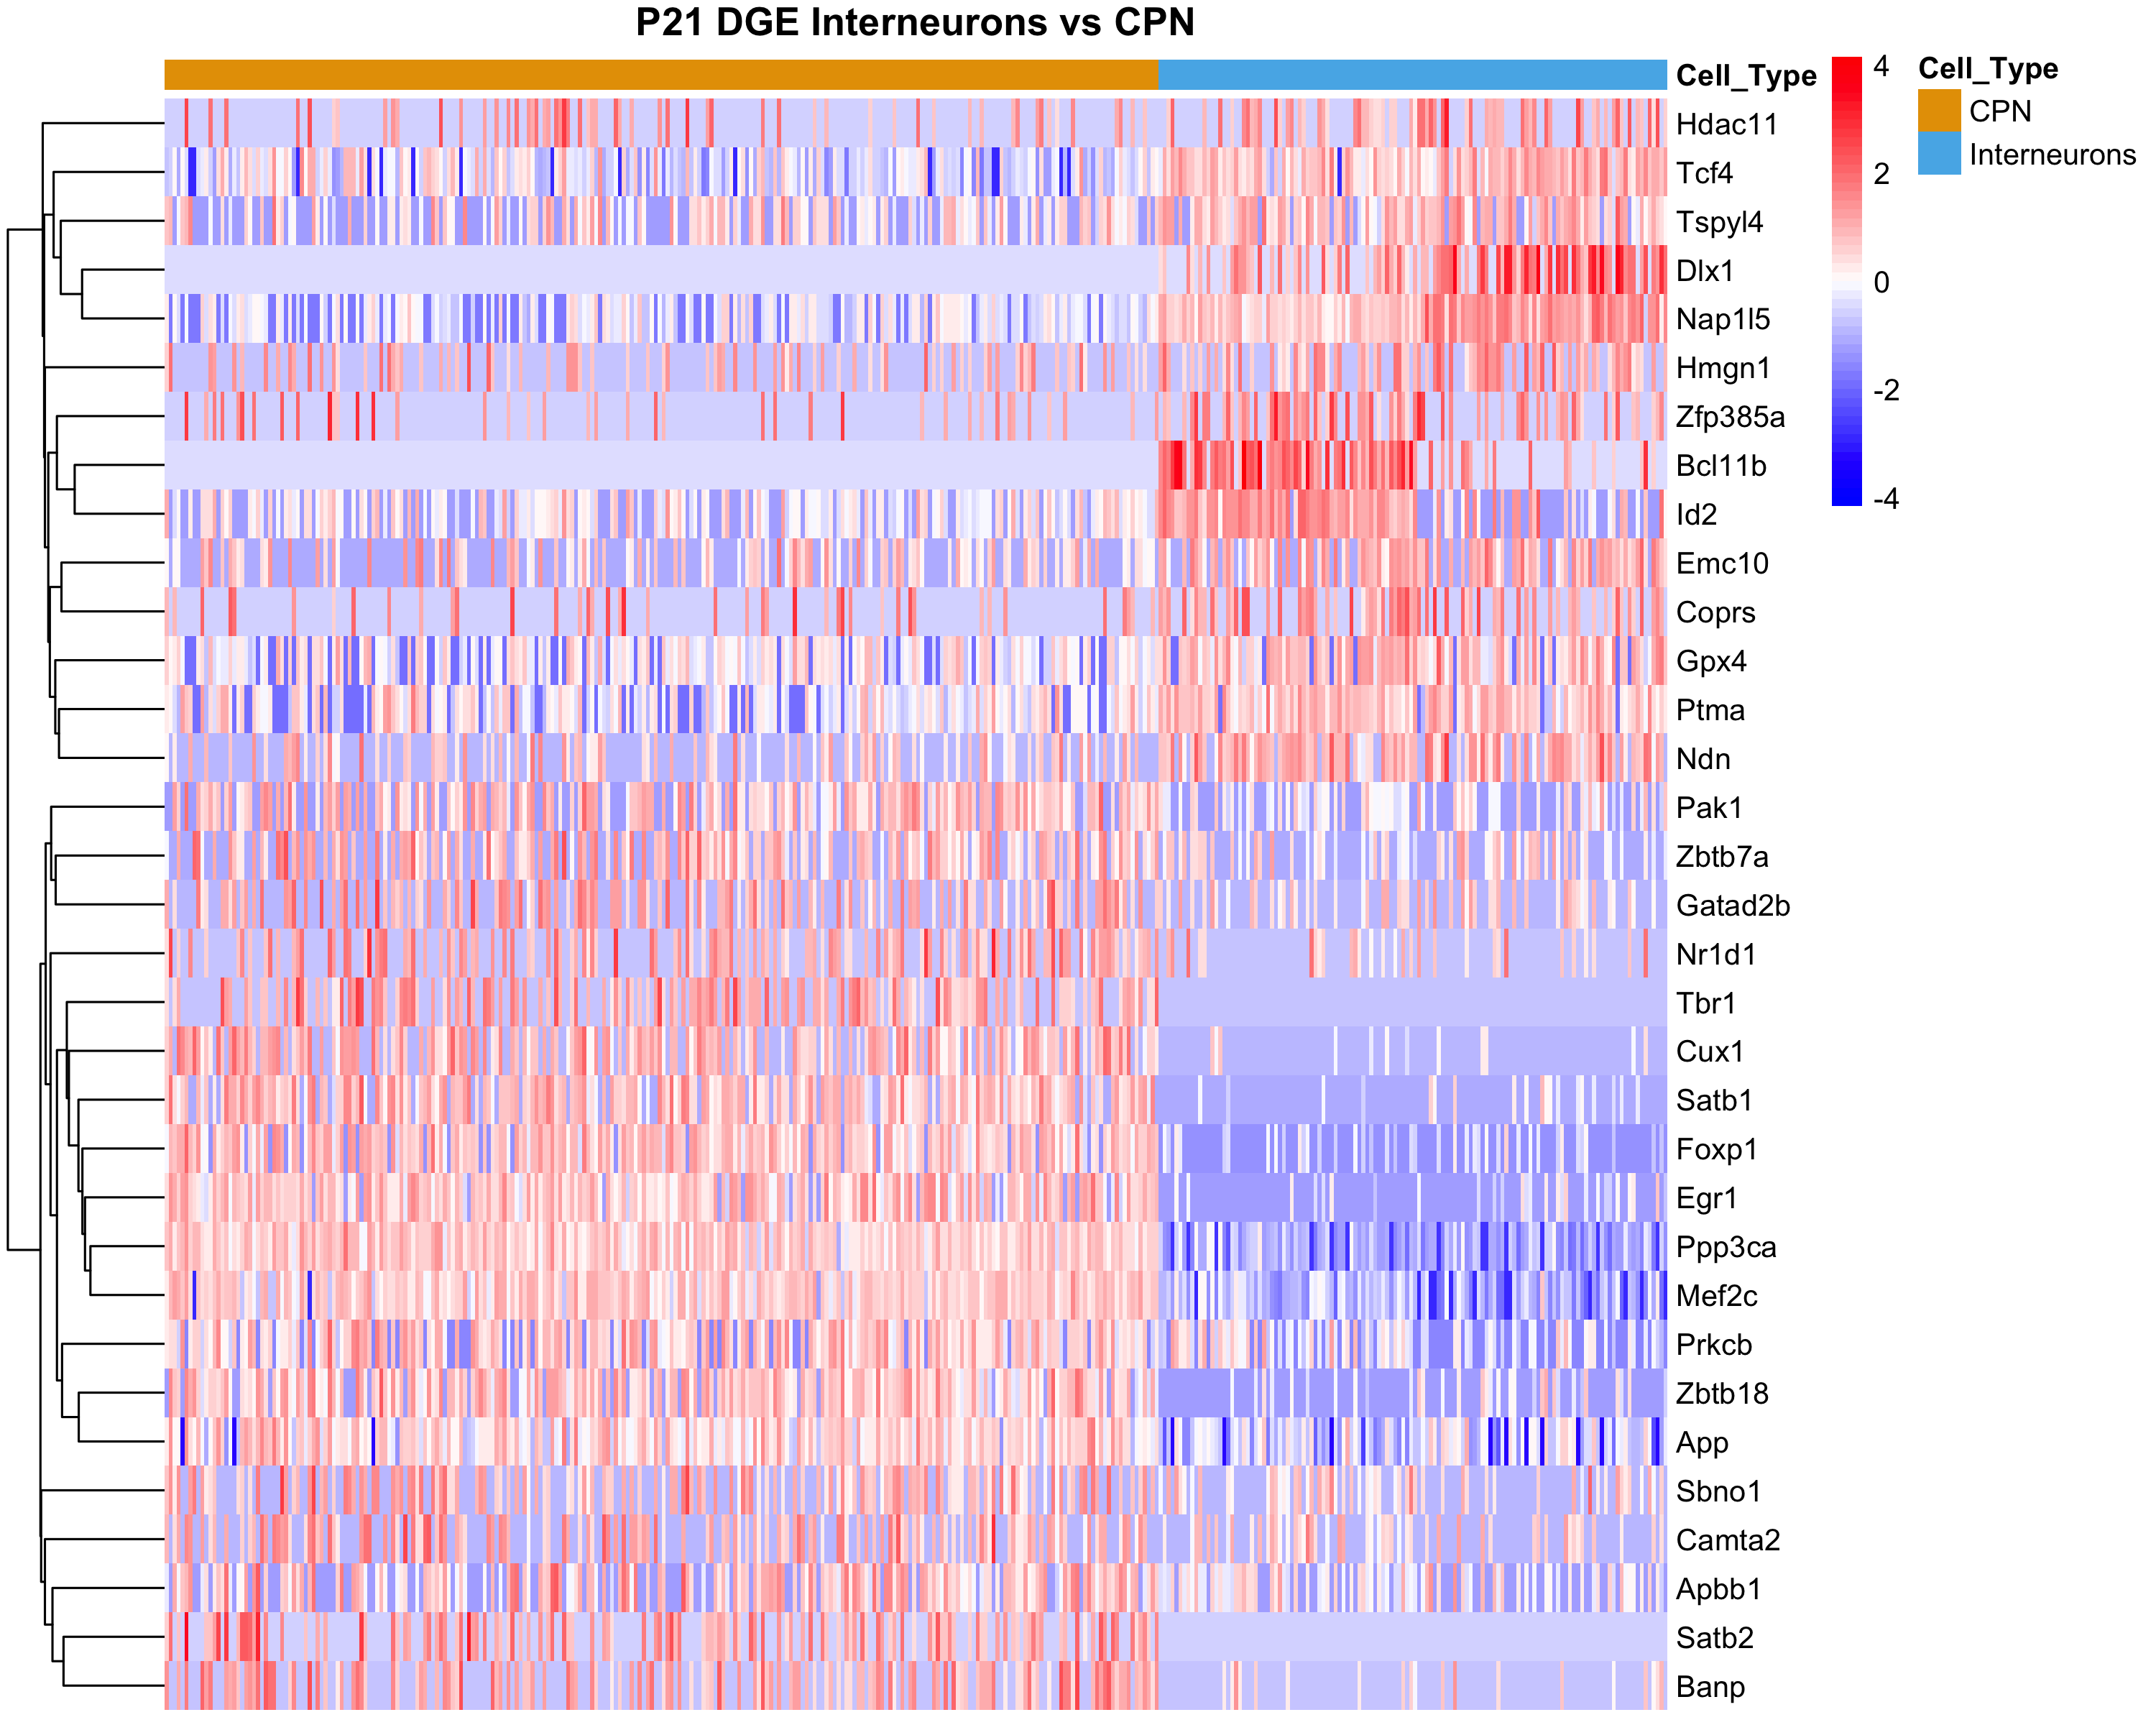 P21 DGE Interneurons vs CPN
Cell_Type
Hdac11
Tcf4
Tspyl4
Dlx1
Nap1l5
Hmgn1
Zfp385a
Bcl11b
Id2
Emc10
Coprs
Gpx4
Ptma
Ndn
Pak1
Zbtb7a
Gatad2b
Nr1d1
Tbr1
Cux1
Satb1
Foxp1
Egr1
Ppp3ca
Mef2c
Prkcb
Zbtb18
App
Sbno1
Camta2
Apbb1
Satb2
Banp
4
2
0
-2
-4
Cell_Type
CPN
Interneurons